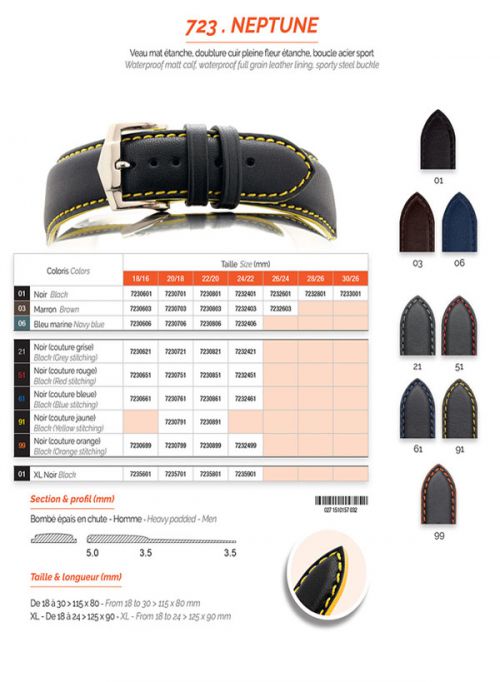 723 . NEPTUNE
Veau mat étanche, doublure cuir pleine fleur étanche, boucle acier sport
Waterproof matt calf, waterproof full grain leather lining, sporty steel buckle
01
03 06
21 51
61 91
99
Coloris Colors Taille Size (mm)
18/16 20/18 22/20 24/22 26/24 28/26 30/26
01 Noir Black 7230601 7230701 7230801 7232401 7232601 7232801 7233001
03 Marron Brown 7230603 7230703 7230803 7232403 7232603
06 Bleu marine Navy blue 7230606 7230706 7230806 7232406
21 Noir (couture grise) 7230621 7230721 7230821 7232421
Black (Grey stitching)
51 Noir (couture rouge) 7230651 7230751 7230851 7232451
Black (Red stitching)
61 Noir (couture bleue) 7230661 7230761 7230861 7232461
Black (Blue stitching)
91 Noir (couture jaune) 7230791 7230891
Black (Yellow stitching)
99 Noir (couture orange) 7230699 7230799 7230899 7232499
Black (Orange stitching)
01 XL Noir Black 7235601 7235701 7235801 7235901
Section & profil (mm)
Bombé épais en chute - Homme - Heavy padded - Men
5.0 3.5 3.5
0271510157 032
Taille & longueur (mm)
De 18 à 30 > 115 x 80 - From 18 to 30 > 115 x 80 mm
XL - De 18 à 24 > 125 x 90 - XL - From 18 to 24 > 125 x 90 mm